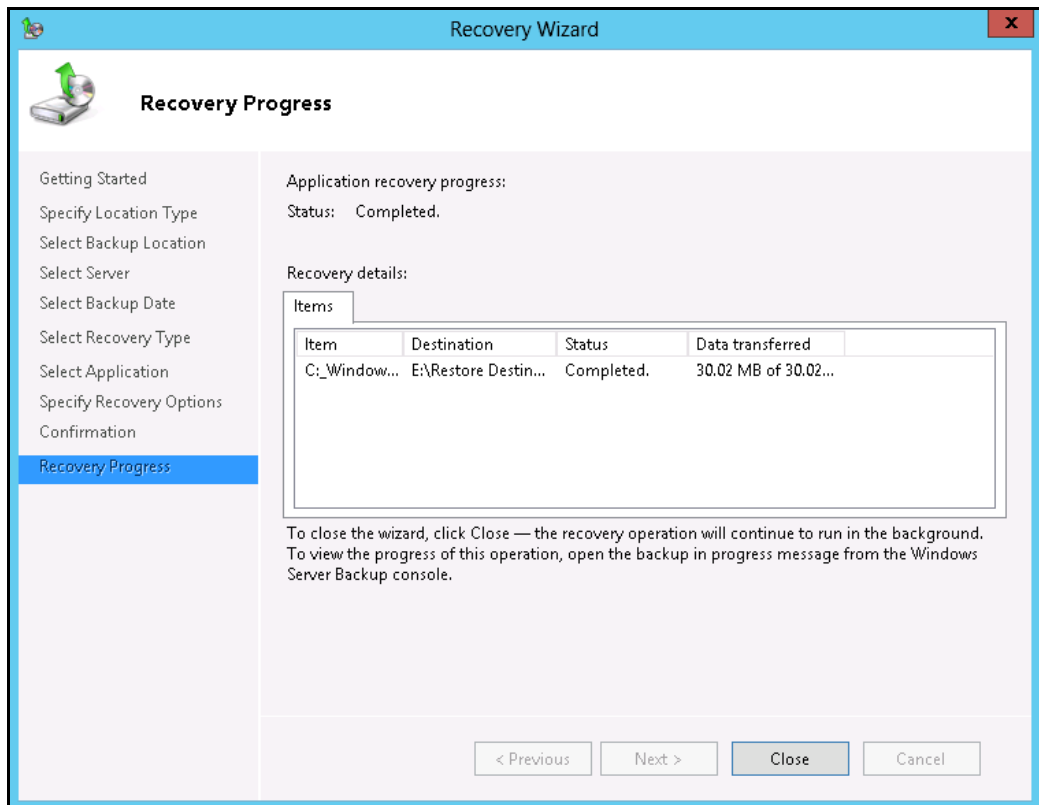 Recovery Wizard
x
Recovery Progress
Getting Started
Specify Location Type
Select Backup Location
Select Server
Select Backup Date
Select Recovery Type
Select Application
Specify Recovery Options
Confirmation
Recovery Progress
Application recovery progress:
Status: Completed.
Recovery details:
Items
Item Destination Status Data transferred
C:_Window... E:\Restore Destin... Completed. 30.02 MB of 30.02...
To close the wizard, click Close — the recovery operation will continue to run in the background.
To view the progress of this operation, open the backup in progress message from the Windows
Server Backup console.
< Previous Next > Close Cancel